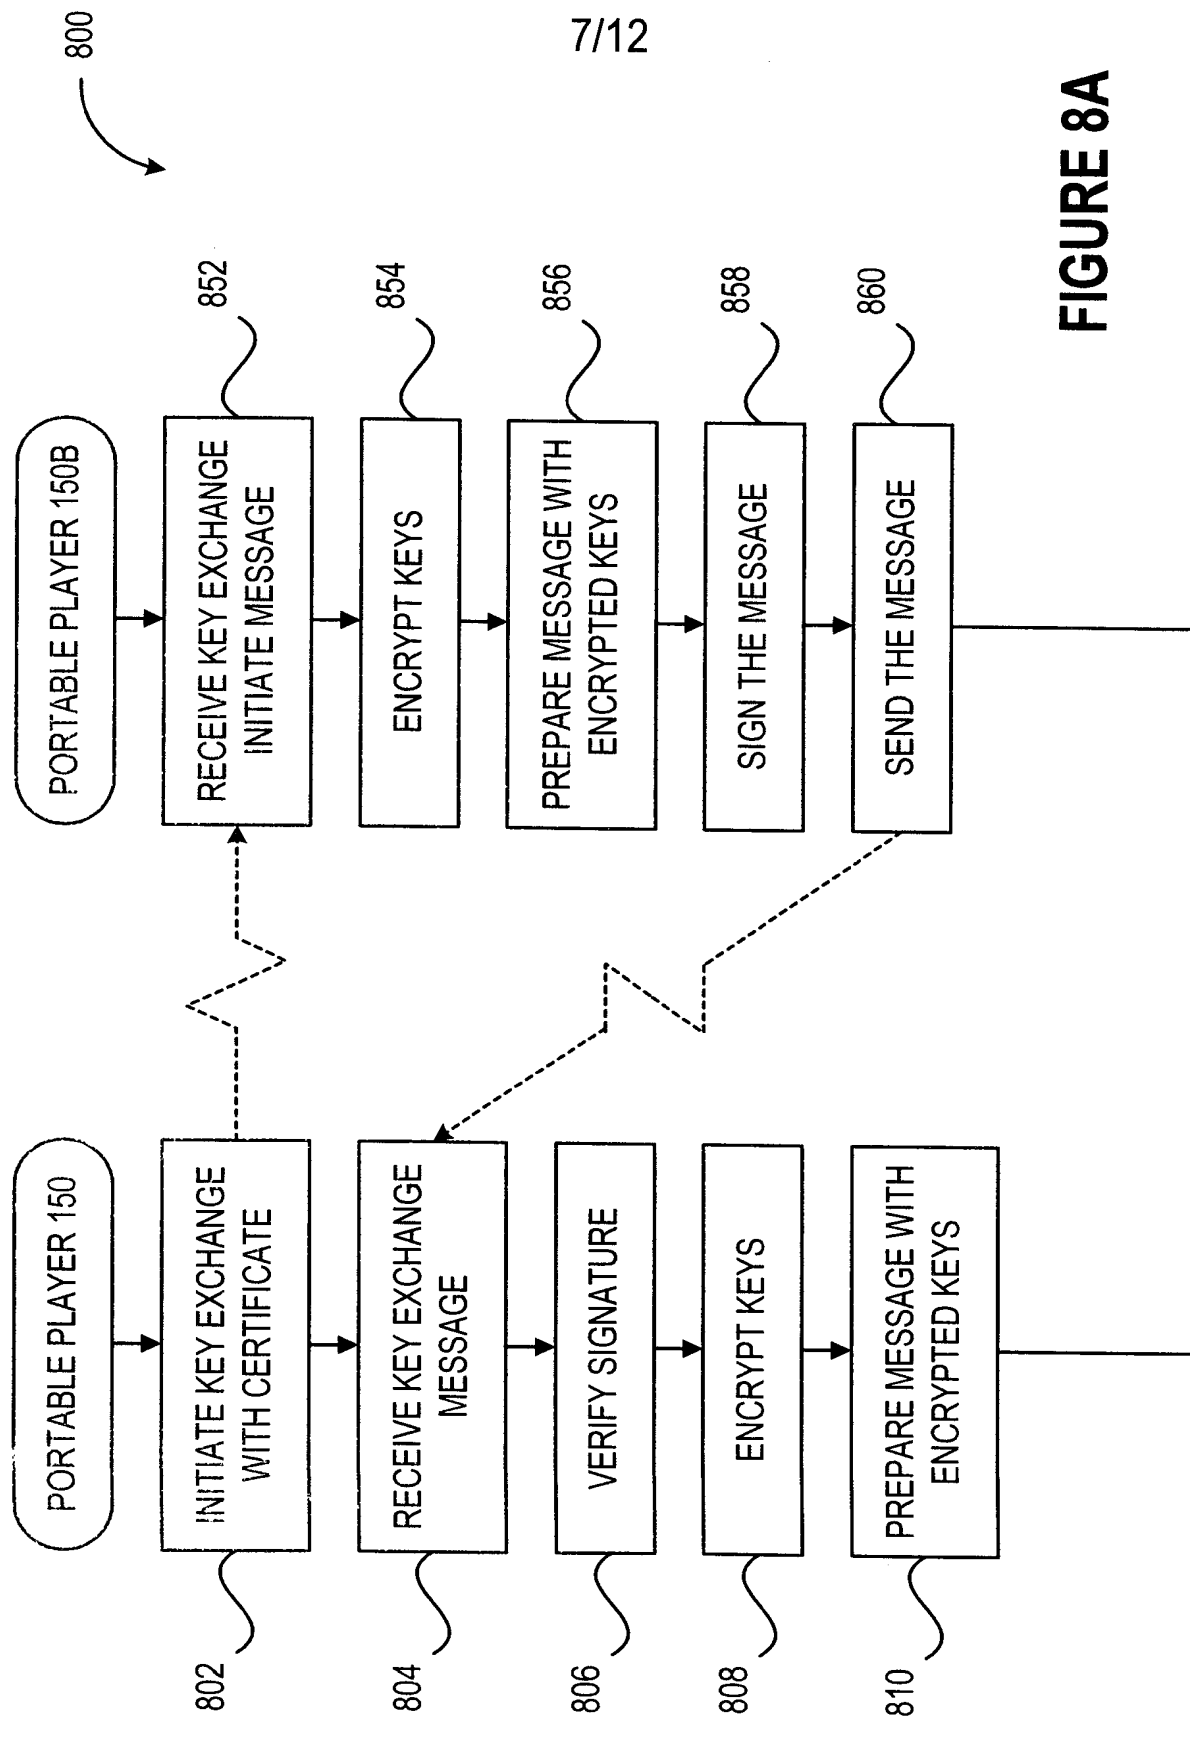 7/12
800
PORTABLE PLAYER 150
PORTABLE PLAYER 150B
INITIATE KEY EXCHANGE
WITH CERTIFICATE
802
RECEIVE KEY EXCHANGE
INITIATE MESSAGE
852
RECEIVE KEY EXCHANGE
MESSAGE
804
ENCRYPT KEYS
854
VERIFY SIGNATURE
806
PREPARE MESSAGE WITH
ENCRYPTED KEYS
856
ENCRYPT KEYS
808
SIGN THE MESSAGE
858
PREPARE MESSAGE WITH
ENCRYPTED KEYS
810
SEND THE MESSAGE
860
FIGURE 8A